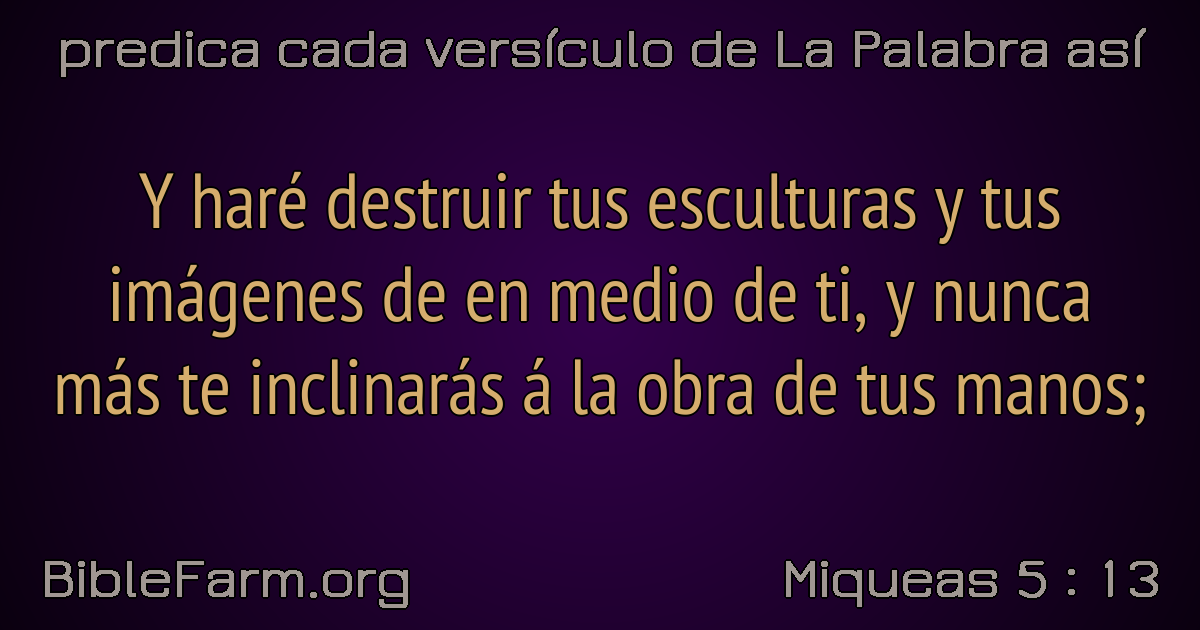 predica cada versículo de La Palabra así
Y haré destruir tus esculturas y tus
imágenes de en medio de ti, y nunca
más te inclinarás á la obra de tus manos;
BibleFarm.org
Miqueas 5 : 13